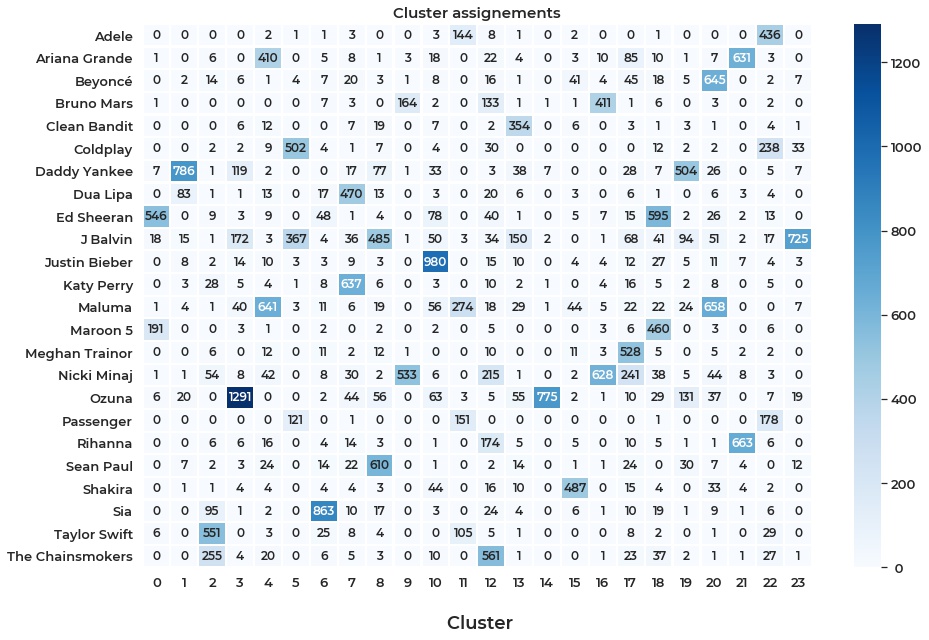 Cluster assignements
Adele 0 0 0 0 2 1 1 3 0 0 3 144 8 1 0 2 0 0 1 0 0 0 436 0
Ariana Grande 1 0 6 0 410 0 5 8 1 3 18 0 22 4 0 3 10 85 10 1 7 631 3 0
1200
Beyoncé 0 2 14 6 1 4 7 20 3 1 8 0 16 1 0 41 4 45 18 5 645 0 2 7
Bruno Mars 1 0 0 0 0 0 7 3 0 164 2 0 133 1 1 1 411 1 6 0 3 0 2 0
Clean Bandit 0 0 0 6 12 0 0 7 19 0 7 0 2 354 0 6 0 3 1 3 1 0 4 1
Coldplay 0 0 2 2 9 502 4 1 7 0 4 0 30 0 0 0 0 0 12 2 2 0 238 33
1000
Daddy Yankee 7 786 1 119 2 0 0 17 77 1 33 0 3 38 7 0 0 28 7 504 26 0 5 7
Dua Lipa 0 83 1 1 13 0 17 470 13 0 3 0 20 6 0 3 0 6 1 0 6 3 4 0
Ed Sheeran 546 0 9 3 9 0 48 1 4 0 78 0 40 1 0 5 7 15 595 2 26 2 13 0
J Balvin 18 15 1 172 3 367 4 36 485 1 50 3 34 150 2 0 1 68 41 94 51 2 17 725
800
Justin Bieber 0 8 2 14 10 3 3 9 3 0 980 0 15 10 0 4 4 12 27 5 11 7 4 3
Katy Perry 0 3 28 5 4 1 8 637 6 0 3 0 10 2 1 0 4 16 5 2 8 0 5 0
Maluma 1 4 1 40 641 3 11 6 19 0 56 274 18 29 1 44 5 22 22 24 658 0 0 7
600
Maroon 5 191 0 0 3 1 0 2 0 2 0 2 0 5 0 0 0 3 6 460 0 3 0 6 0
Meghan Trainor 0 0 6 0 12 0 11 2 12 1 0 0 10 0 0 11 3 528 5 0 5 2 2 0
Nicki Minaj 1 1 54 8 42 0 8 30 2 533 6 0 215 1 0 2 628 241 38 5 44 8 3 0
Ozuna 6 20 0 1291 0 0 2 44 56 0 63 3 5 55 775 2 1 10 29 131 37 0 7 19
400
Passenger 0 0 0 0 0 121 0 1 0 0 0 151 0 0 0 0 0 0 1 0 0 0 178 0
Rihanna 0 0 6 6 16 0 4 14 3 0 1 0 174 5 0 5 0 10 5 1 1 663 6 0
Sean Paul 0 7 2 3 24 0 14 22 610 0 1 0 2 14 0 1 1 24 0 30 7 4 0 12
200
Shakira 0 1 1 4 4 0 4 4 3 0 44 0 16 10 0 487 0 15 4 0 33 4 2 0
Sia 0 0 95 1 2 0 863 10 17 0 3 0 24 4 0 6 1 10 19 1 9 1 6 0
Taylor Swift 6 0 551 0 3 0 25 8 4 0 0 105 5 1 0 0 0 8 2 0 1 0 29 0
The Chainsmokers 0 0 255 4 20 0 6 5 3 0 10 0 561 1 0 0 1 23 37 2 1 1 27 1
0
0 1 2 3 4 5 6 7 8 9 10 11 12 13 14 15 16 17 18 19 20 21 22 23
Cluster